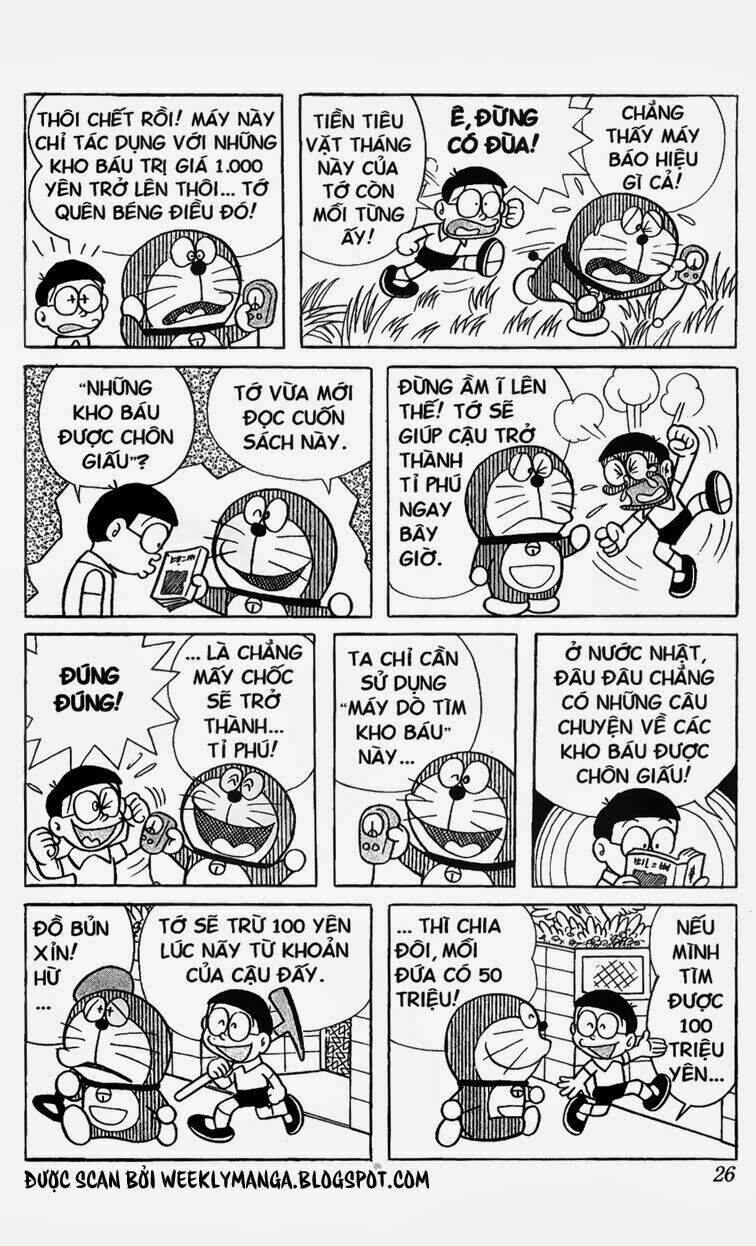 CHẲNG
THẤY MÁY
BÁO HIỆU
GÌ CẢ!
Ê, ĐỪNG
CÓ ĐÙA!
TIỀN TIÊU
VẶT THÁNG
NÀY CỦA
TỚ CÒN
MỖI TỪNG
ẤY!
THÔI CHẾT RỒI! MÁY NÀY
CHỈ TÁC DỤNG VỚI NHỮNG
KHO BÁU TRỊ GIÁ 1.000
YÊN TRỞ LÊN THÔI... TỚ
QUÊN BÉNG ĐIỀU ĐÓ!
ĐỪNG ẦM Ĩ LÊN
THẾ! TỚ SẼ
GIÚP CẬU TRỞ
THÀNH
TỈ PHÚ
NGAY
BÂY
GIỜ.
TỚ VỪA MỚI
ĐỌC CUỐN
SÁCH NÀY.
"NHỮNG
KHO BÁU
ĐƯỢC CHÔN
GIẤU"?
Ở NƯỚC NHẬT,
ĐÂU ĐÂU CHẲNG
CÓ NHỮNG CÂU
CHUYỆN VỀ CÁC
KHO BÁU ĐƯỢC
CHÔN GIẤU!
TA CHỈ CẦN
SỬ DỤNG
"MÁY DÒ TÌM
KHO BÁU"
NÀY...
... LÀ CHẲNG
MẤY CHỐC
SẼ TRỞ
THÀNH...
TỈ PHÚ!
ĐÚNG
ĐÚNG!
NẾU
MÌNH
TÌM
ĐƯỢC
100
TRIỆU
YÊN...
... THÌ CHIA
ĐÔI, MỖI
ĐỨA CÓ 50
TRIỆU!
TỚ SẼ TRỪ 100 YÊN
LÚC NÃY TỪ KHOẢN
CỦA CẬU ĐẤY.
ĐỒ BỦN
XỈN!
HỪ
...
ĐƯỢC SCAN BỞI WEEKLYMANGA.BLOGSPOT.COM
26